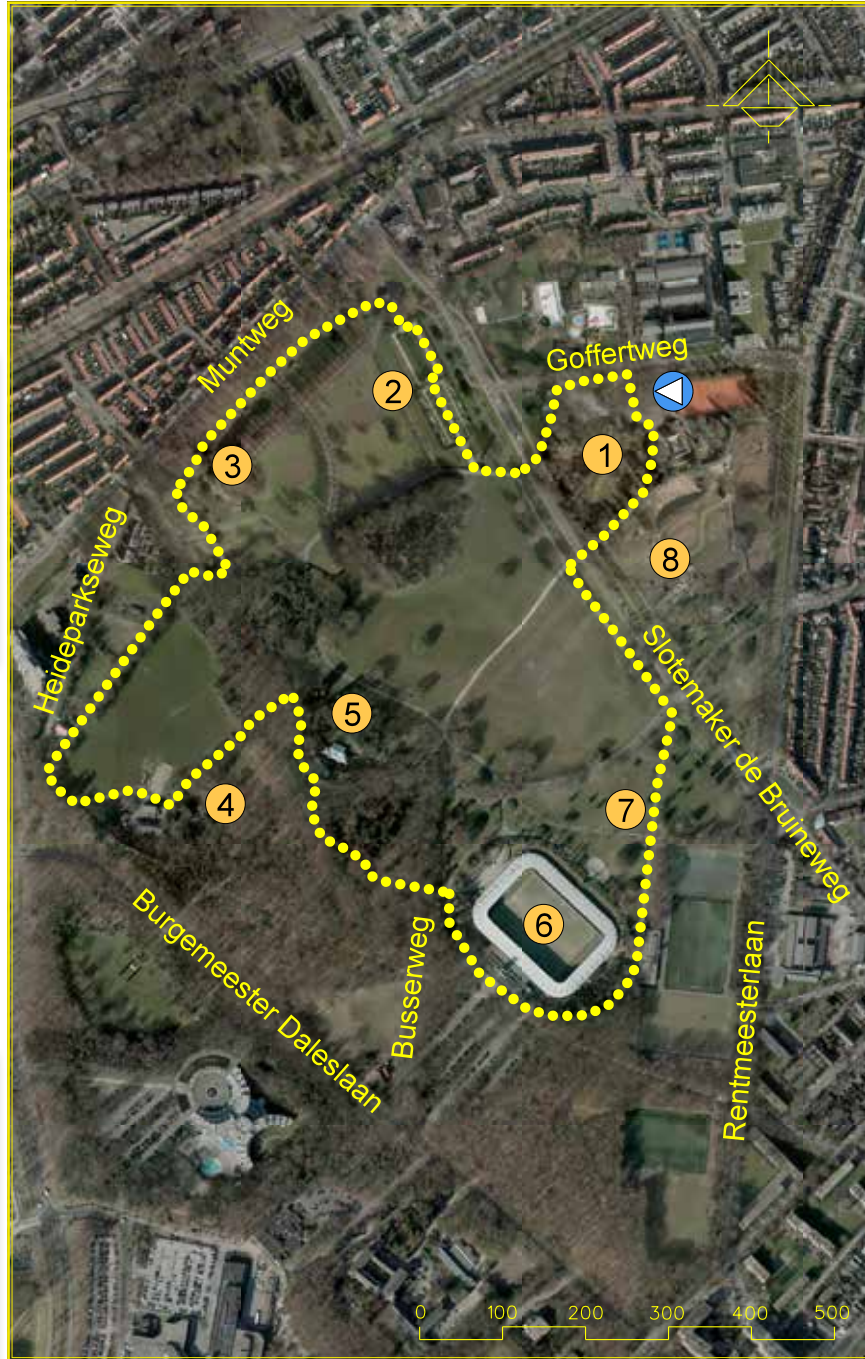 Muntweg
Goffertweg
2
1
3
8
Heideparkseweg
Slotemaker de Bruineweg
5
4
7
6
Burgemeester Daleslaan
Busserweg
Rentmeesterlaan
0 100 200 300 400 500